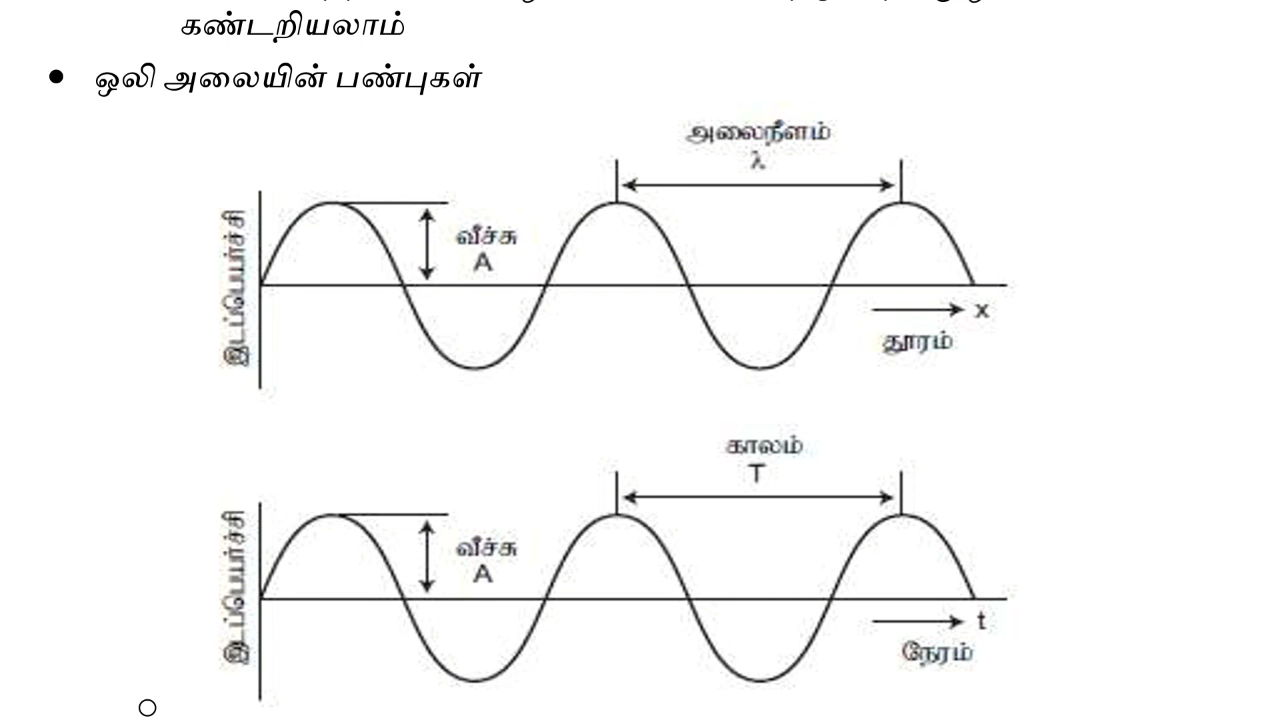 கண்டறியலாம்
• ஒலி அலையின் பண்புகள்
அலைநீளம்
λ
இடப்பெயர்ச்சி
வீச்சு
A
x
தூரம்
காலம்
T
இடப்பெயர்ச்சி
வீச்சு
A
t
நேரம்